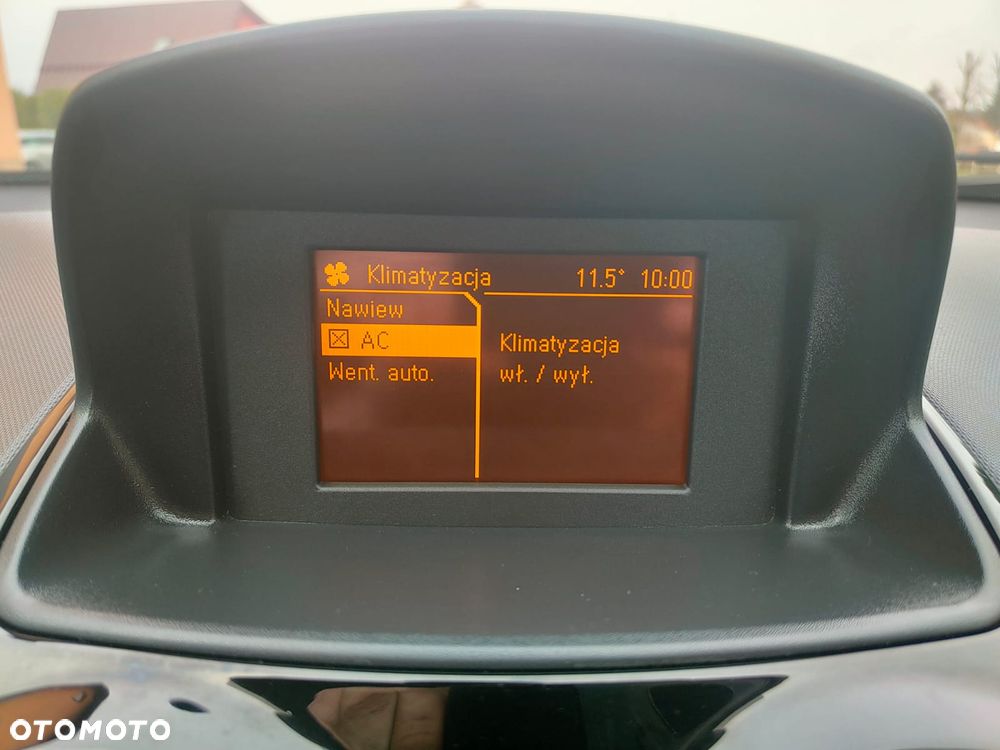 Klimatyzacja 11.5° 10:00
Nawiew
AC
Went. auto.
Klimatyzacja
wł. / wył.
OTOMOTO